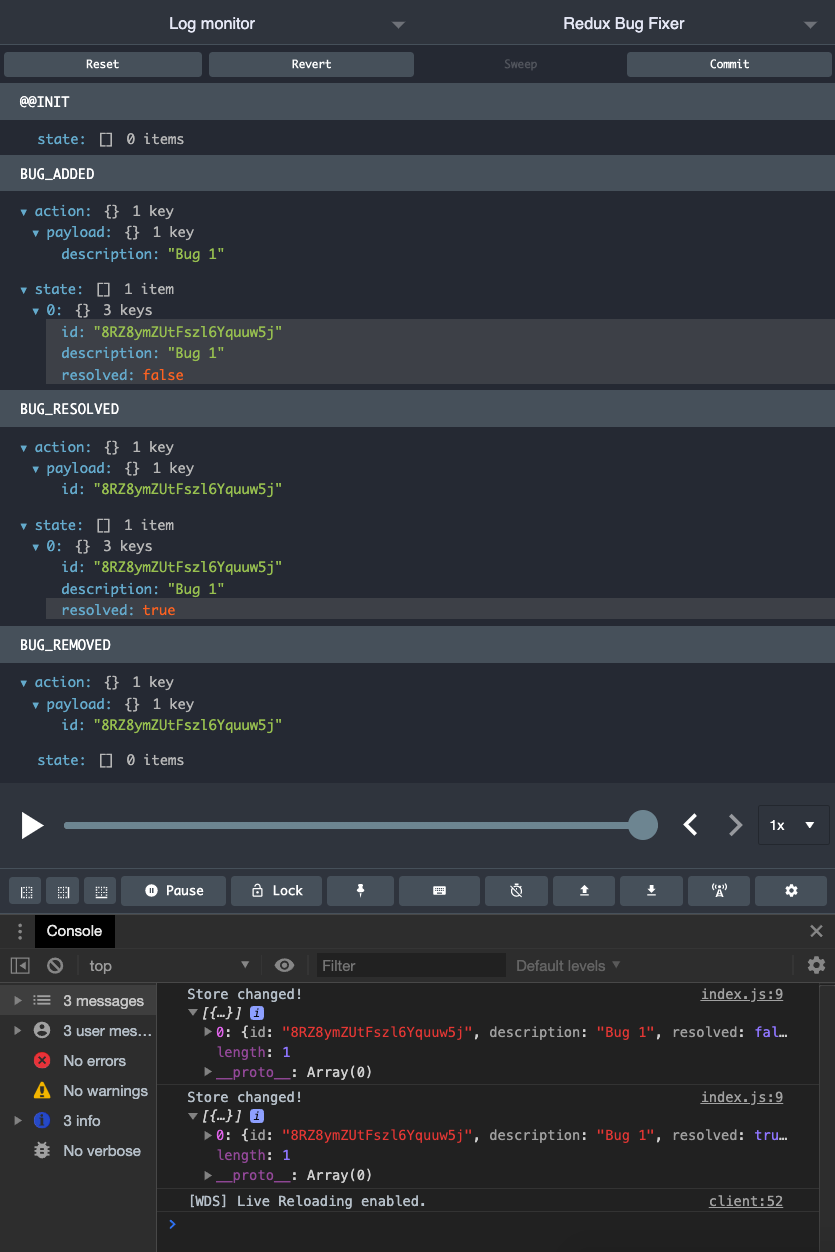 Log monitor Redux Bug Fixer
Reset Revert Sweep Commit
@@INIT
state: [] 0 items
BUG_ADDED
action: {} 1 key
payload: {} 1 key
description: "Bug 1"
state: [] 1 item
0: {} 3 keys
id: "8RZ8ymZUtFszl6Yquuw5j"
description: "Bug 1"
resolved: false
BUG_RESOLVED
action: {} 1 key
payload: {} 1 key
id: "8RZ8ymZUtFszl6Yquuw5j"
state: [] 1 item
0: {} 3 keys
id: "8RZ8ymZUtFszl6Yquuw5j"
description: "Bug 1"
resolved: true
BUG_REMOVED
action: {} 1 key
payload: {} 1 key
id: "8RZ8ymZUtFszl6Yquuw5j"
state: [] 0 items
1x
Pause Lock
Console
top Filter Default levels
3 messages
3 user mes…
No errors
No warnings
3 info
No verbose
Store changed! index.js:9
[{…}] i
0: {id: "8RZ8ymZUtFszl6Yquuw5j", description: "Bug 1", resolved: fal…
length: 1
__proto__: Array(0)
Store changed! index.js:9
[{…}] i
0: {id: "8RZ8ymZUtFszl6Yquuw5j", description: "Bug 1", resolved: tru…
length: 1
__proto__: Array(0)
[WDS] Live Reloading enabled. client:52